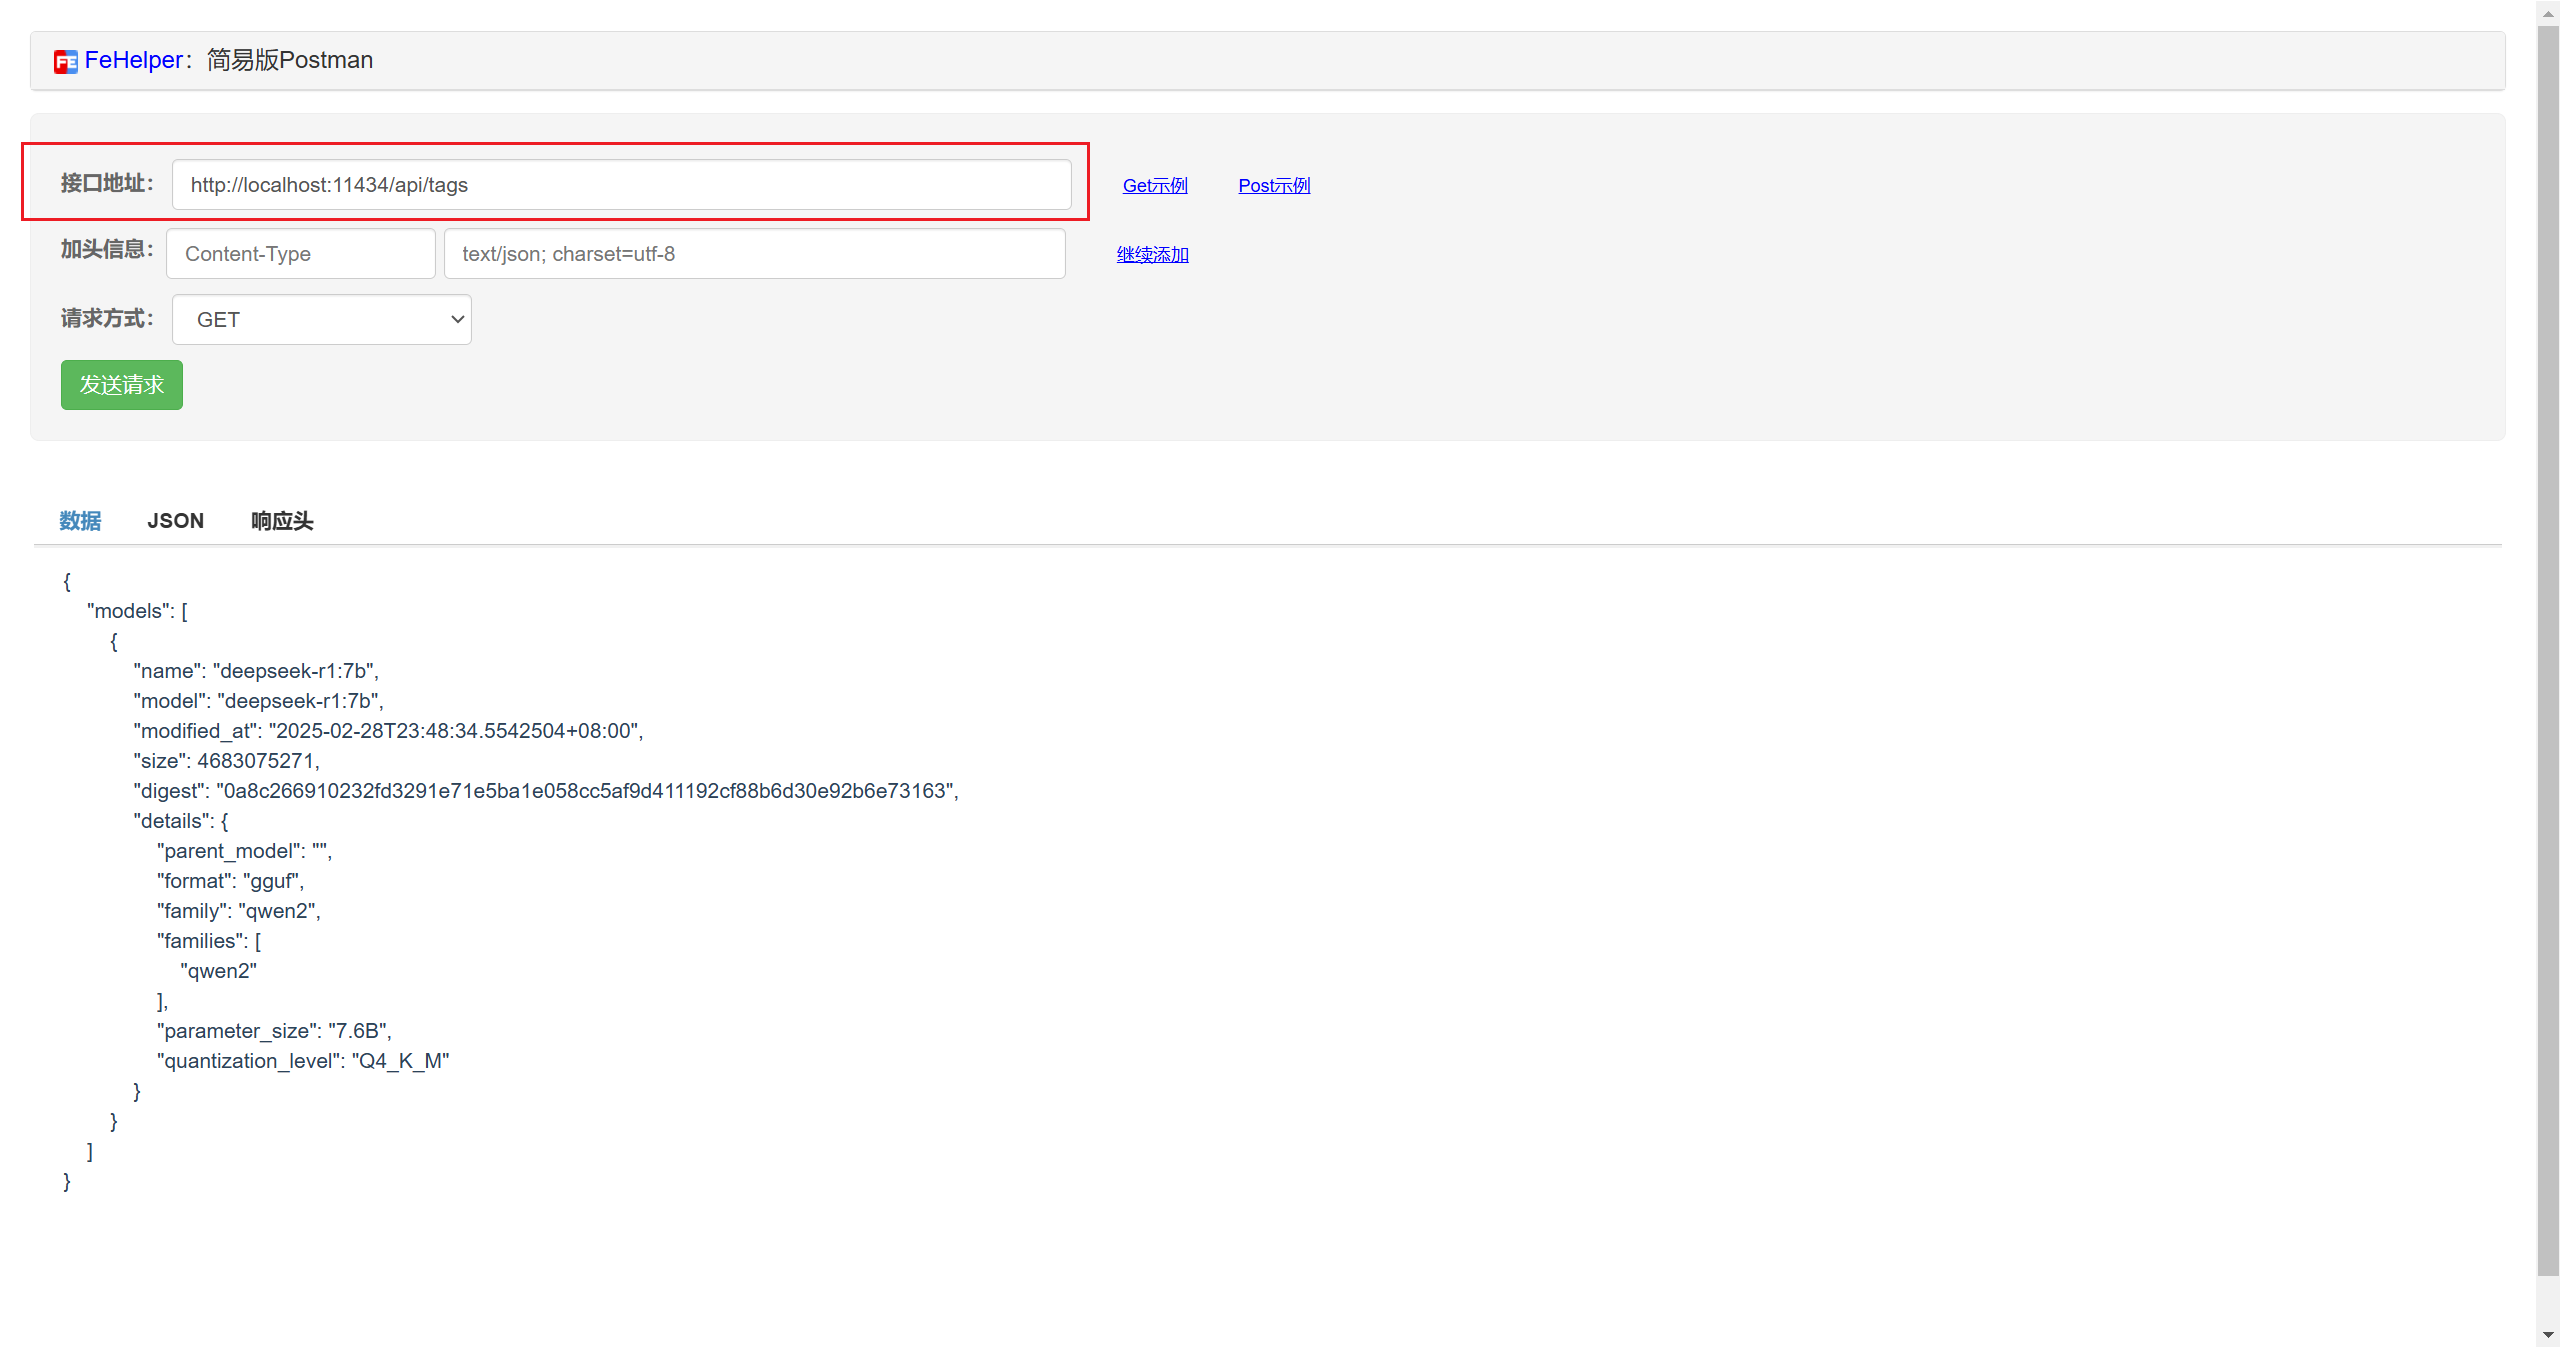 FeHelper：简易版Postman
接口地址： http://localhost:11434/api/tags Get示例 Post示例
加头信息： Content-Type text/json; charset=utf-8 继续添加
请求方式： GET
发送请求
数据 JSON 响应头
{
"models": [
{
"name": "deepseek-r1:7b",
"model": "deepseek-r1:7b",
"modified_at": "2025-02-28T23:48:34.5542504+08:00",
"size": 4683075271,
"digest": "0a8c266910232fd3291e71e5ba1e058cc5af9d411192cf88b6d30e92b6e73163",
"details": {
"parent_model": "",
"format": "gguf",
"family": "qwen2",
"families": [
"qwen2"
],
"parameter_size": "7.6B",
"quantization_level": "Q4_K_M"
}
}
]
}